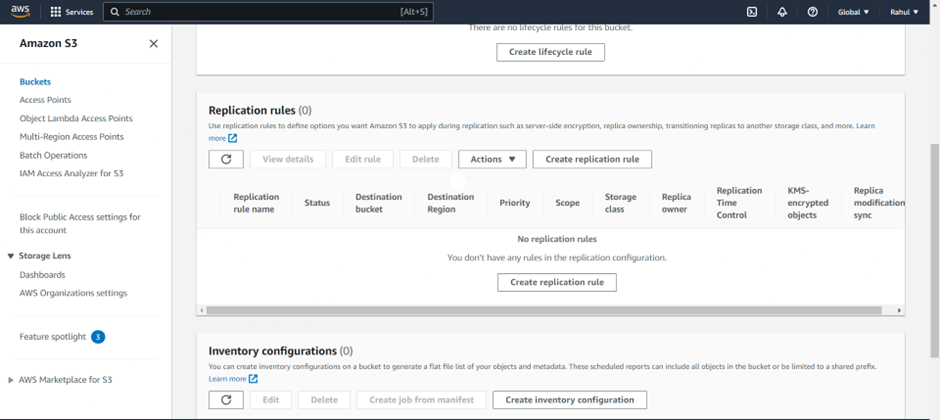 aws Services Search [Alt+S] Global Rahul
Amazon S3
Buckets
Access Points
Object Lambda Access Points
Multi-Region Access Points
Batch Operations
IAM Access Analyzer for S3
Block Public Access settings for
this account
Storage Lens
Dashboards
AWS Organizations settings
Feature spotlight 3
AWS Marketplace for S3
There are no lifecycle rules for this bucket.
Create lifecycle rule
Replication rules (0)
Use replication rules to define options you want Amazon S3 to apply during replication such as server-side encryption, replica ownership, transitioning replicas to another storage class, and more. Learn
more
View details Edit rule Delete Actions Create replication rule
Replication
rule name
Status
Destination
bucket
Destination
Region
Priority
Scope
Storage
class
Replica
owner
Replication
Time
Control
KMS-
encrypted
objects
Replica
modification
sync
No replication rules
You don't have any rules in the replication configuration.
Create replication rule
Inventory configurations (0)
You can create inventory configurations on a bucket to generate a flat file list of your objects and metadata. These scheduled reports can include all objects in the bucket or be limited to a shared prefix.
Learn more
Edit Delete Create job from manifest Create inventory configuration